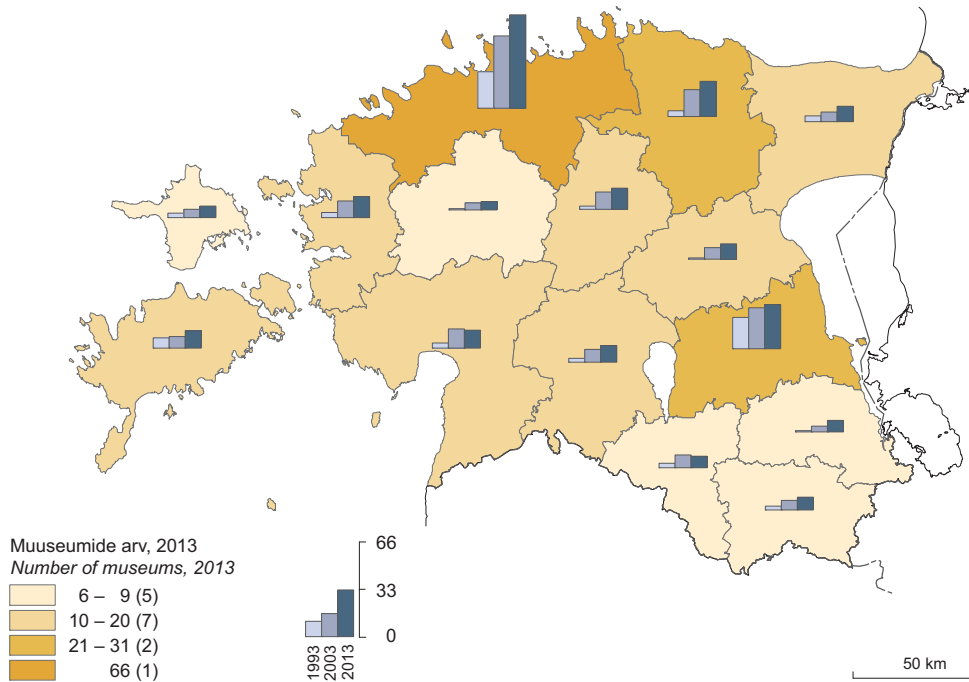 Muuseumide arv, 2013
Number of museums, 2013
6 – 9 (5)
10 – 20 (7)
21 – 31 (2)
66 (1)
66
33
0
1993
2003
2013
50 km